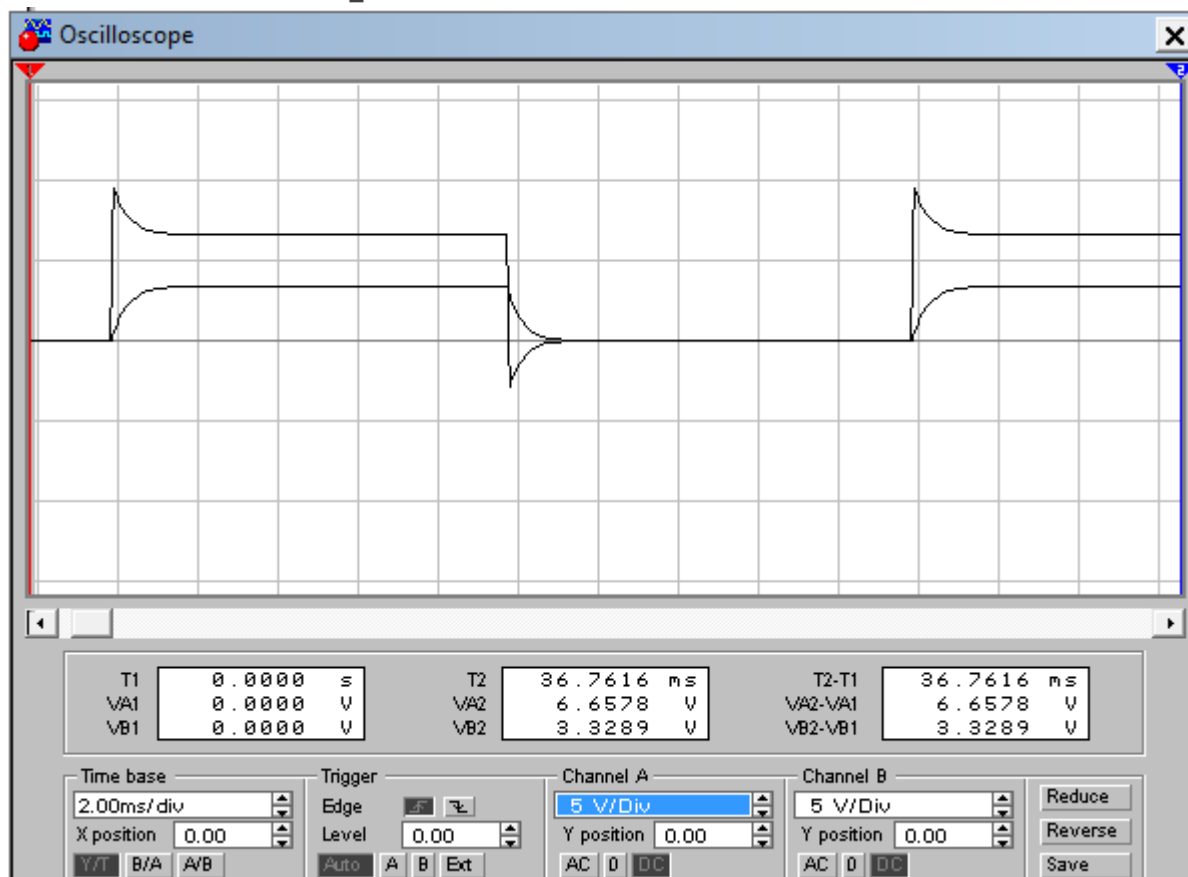 Oscilloscope
1
2
T1 0.0000 s T2 36.7616 ms T2-T1 36.7616 ms
VA1 0.0000 V VA2 6.6578 V VA2-VA1 6.6578 V
VB1 0.0000 V VB2 3.3289 V VB2-VB1 3.3289 V
Time base Trigger Channel A Channel B
2.00ms/div Edge 5 V/Div 5 V/Div Reduce
X position 0.00 Level 0.00 Y position 0.00 Y position 0.00 Reverse
Y/T B/A A/B Auto A B Ext AC 0 DC AC 0 DC Save